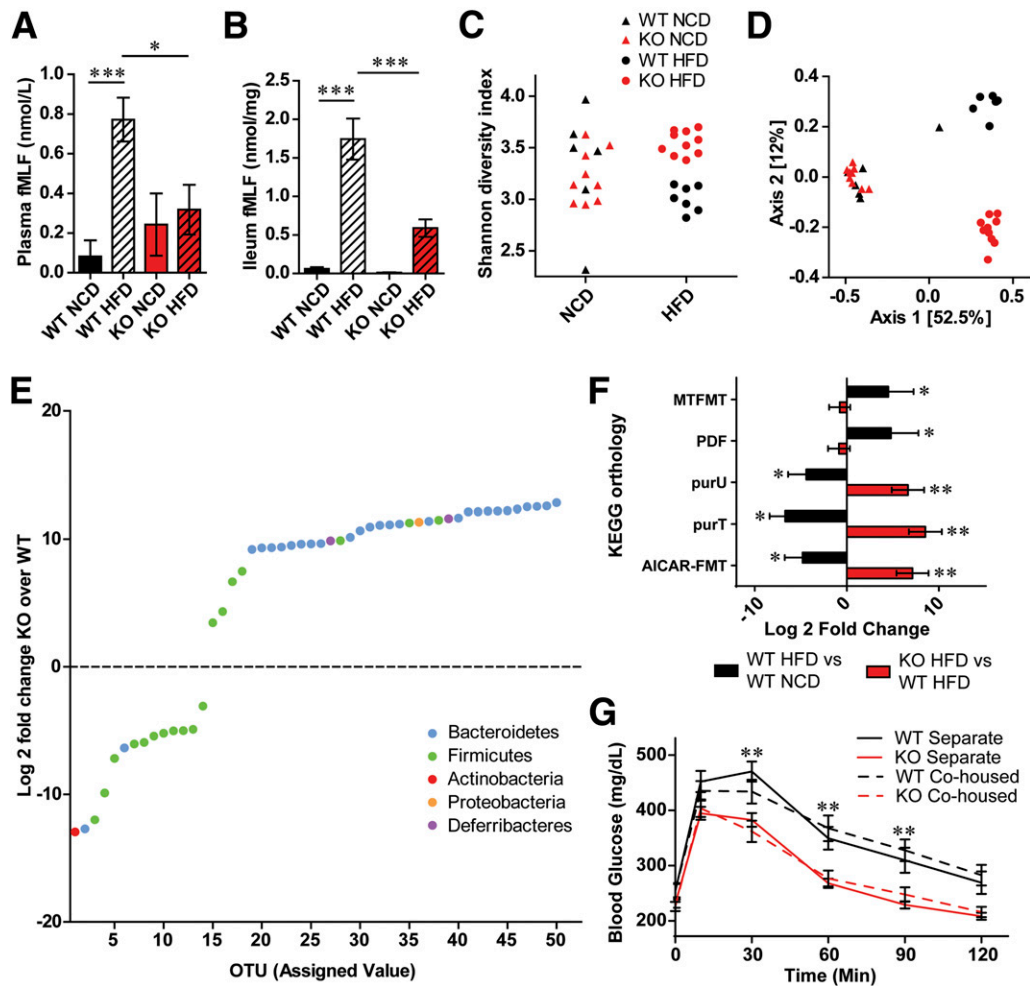 A
Plasma fMLF (nmol/L)
1.0
0.8
0.6
0.4
0.2
0.0
***
*
WT NCD
WT HFD
KO NCD
KO HFD
B
Ileum fMLF (nmol/mg)
2.5
2.0
1.5
1.0
0.5
0.0
***
***
WT NCD
WT HFD
KO NCD
KO HFD
C
WT NCD
KO NCD
WT HFD
KO HFD
Shannon diversity index
4.0
3.5
3.0
2.5
NCD
HFD
D
Axis 2 [12%]
0.4
0.2
0.0
-0.2
-0.4
-0.5
0.0
0.5
Axis 1 [52.5%]
E
Log 2 fold change KO over WT
20
10
0
-10
-20
5
10
15
20
25
30
35
40
45
50
OTU (Assigned Value)
Bacteroidetes
Firmicutes
Actinobacteria
Proteobacteria
Deferribacteres
F
KEGG orthology
MTFMT
PDF
purU
purT
AICAR-FMT
*
*
*
**
*
**
*
**
-10
0
10
Log 2 Fold Change
WT HFD vs
WT NCD
KO HFD vs
WT HFD
G
Blood Glucose (mg/dL)
500
400
300
200
**
**
**
WT Separate
KO Separate
WT Co-housed
KO Co-housed
0
30
60
90
120
Time (Min)